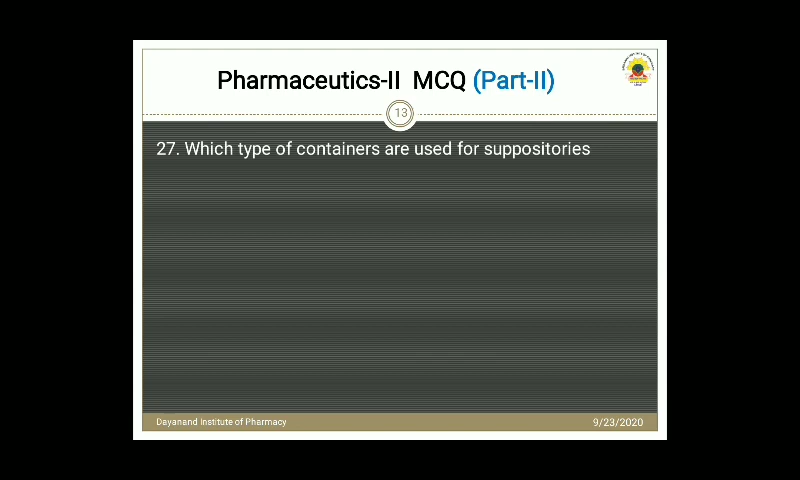 Pharmaceutics-II MCQ (Part-II)
13
27. Which type of containers are used for suppositories
Dayanand Institute of Pharmacy
9/23/2020